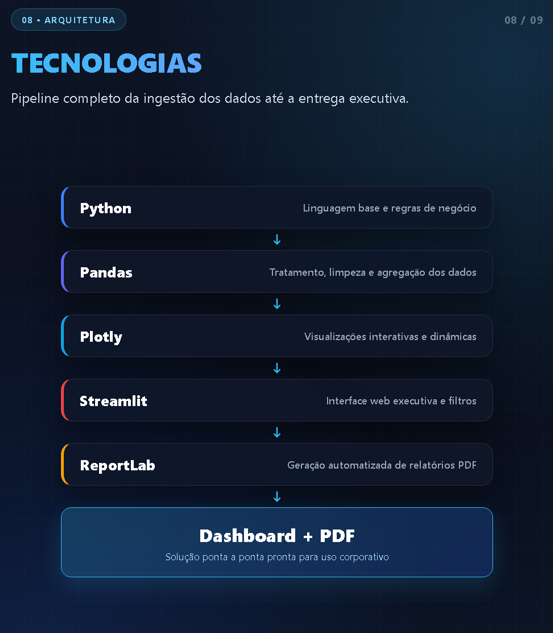 08 • ARQUITETURA
08 / 09
TECNOLOGIAS
Pipeline completo da ingestão dos dados até a entrega executiva.
Python
Linguagem base e regras de negócio
↓
Pandas
Tratamento, limpeza e agregação dos dados
↓
Plotly
Visualizações interativas e dinâmicas
↓
Streamlit
Interface web executiva e filtros
↓
ReportLab
Geração automatizada de relatórios PDF
↓
Dashboard + PDF
Solução ponta a ponta pronta para uso corporativo